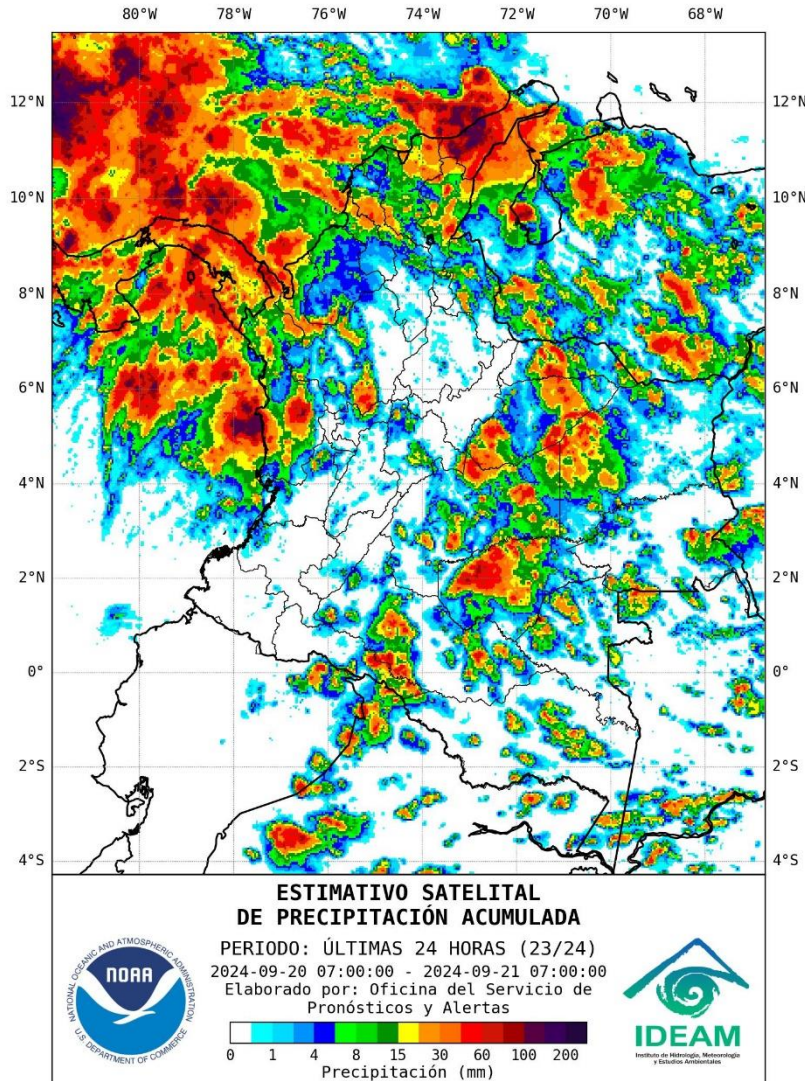 80°W 78°W 76°W 74°W 72°W 70°W 68°W
12°N 12°N
10°N 10°N
8°N 8°N
6°N 6°N
4°N 4°N
2°N 2°N
0° 0°
2°S 2°S
4°S 4°S
ESTIMATIVO SATELITAL
DE PRECIPITACIÓN ACUMULADA
PERIODO: ÚLTIMAS 24 HORAS (23/24)
2024-09-20 07:00:00 - 2024-09-21 07:00:00
Elaborado por: Oficina del Servicio de
Pronósticos y Alertas
0 1 4 8 15 30 60 100 200
Precipitación (mm)
NATIONAL OCEANIC AND ATMOSPHERIC ADMINISTRATION
NOAA
U.S. DEPARTMENT OF COMMERCE
IDEAM
Instituto de Hidrología, Meteorología
y Estudios Ambientales